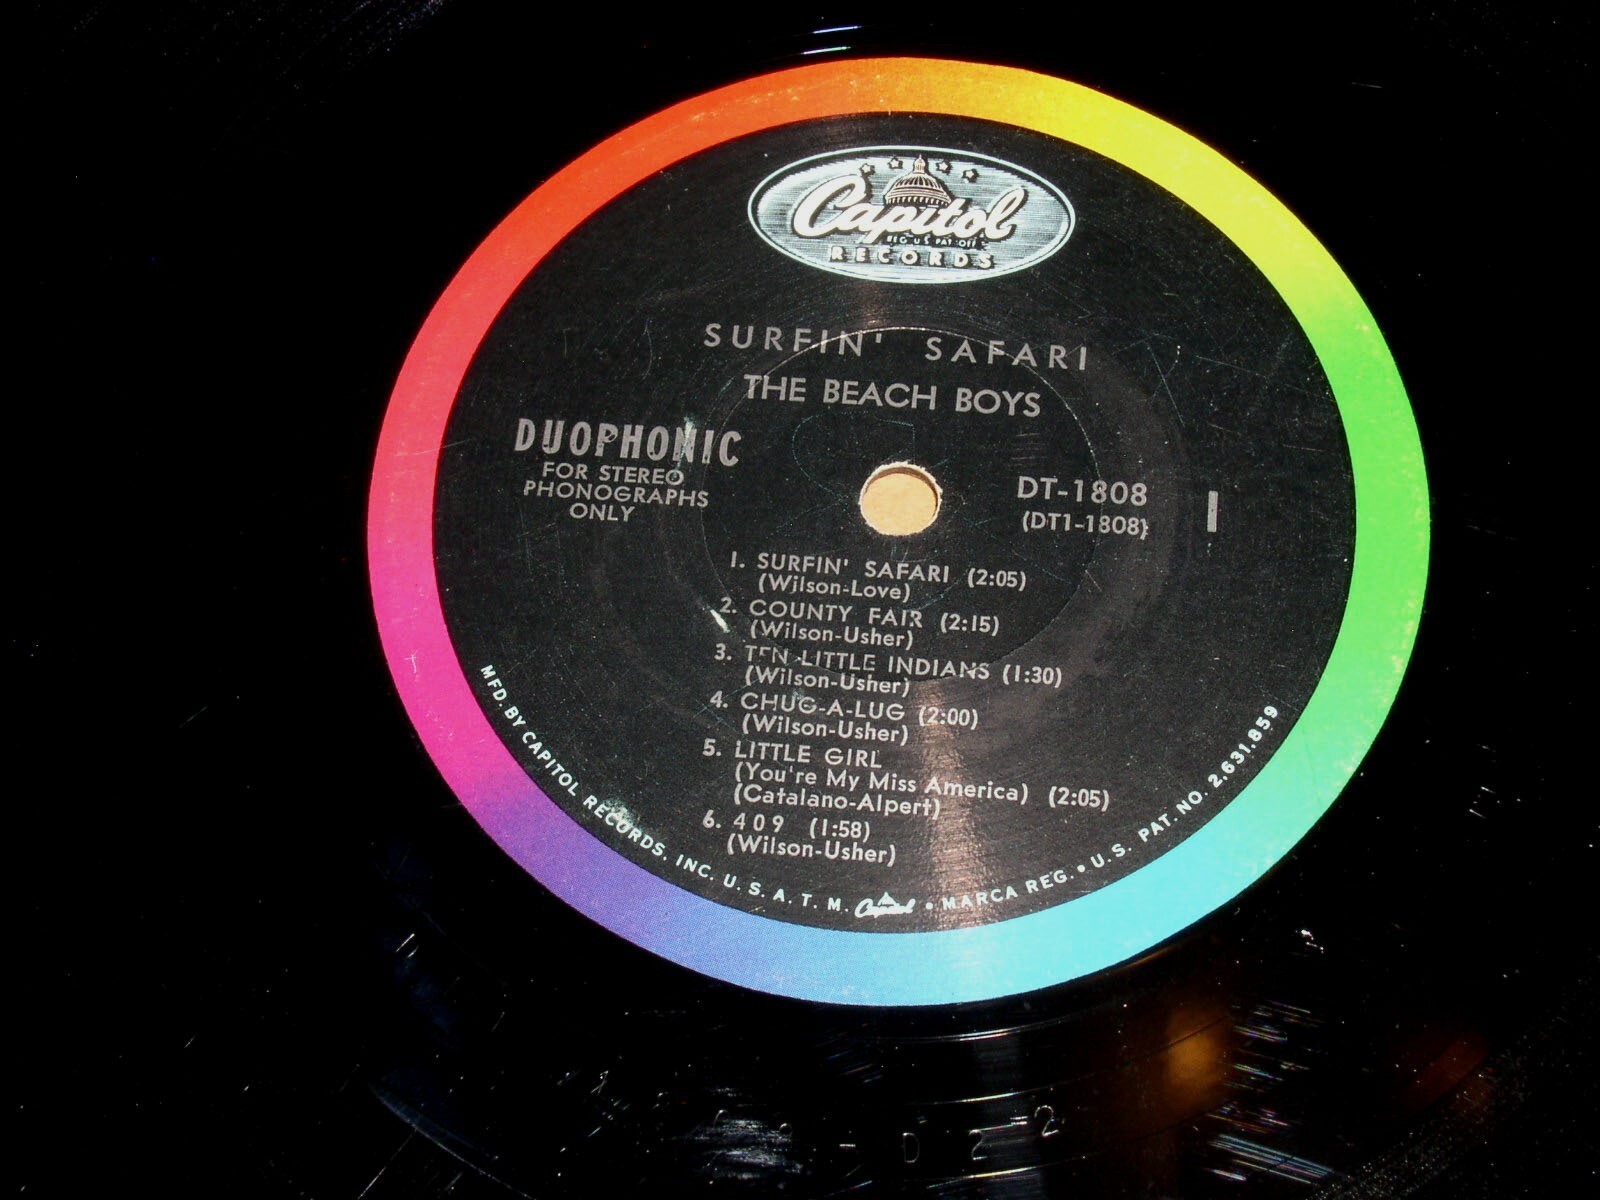 Capitol
REG U.S. PAT. OFF.
RECORDS
SURFIN' SAFARI
THE BEACH BOYS
DUOPHONIC
FOR STEREO
PHONOGRAPHS
ONLY
DT-1808
(DT1-1808)
1
1. SURFIN' SAFARI (2:05)
(Wilson-Love)
2. COUNTY FAIR (2:15)
(Wilson-Usher)
3. TEN LITTLE INDIANS (1:30)
(Wilson-Usher)
4. CHUG-A-LUG (2:00)
(Wilson-Usher)
5. LITTLE GIRL
(You're My Miss America) (2:05)
(Catalano-Alpert)
6. 409 (1:58)
(Wilson-Usher)
MFD. BY CAPITOL RECORDS, INC. U. S. A. T. M. Capitol • MARCA REG. • U.S. PAT. NO. 2,631,859